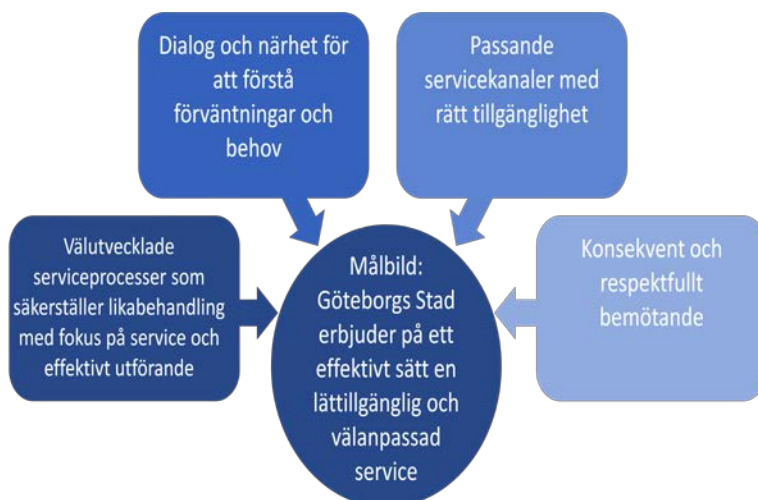 Dialog och närhet för
att förstå
förväntningar och
behov
Passande
servicekanaler med
rätt tillgänglighet
Välutvecklade
serviceprocesser som
säkerställer likabehandling
med fokus på service och
effektivt utförande
Målbild:
Göteborgs Stad
erbjuder på ett
effektivt sätt en
lättillgänglig och
välanpassad
service
Konsekvent och
respektfullt
bemötande